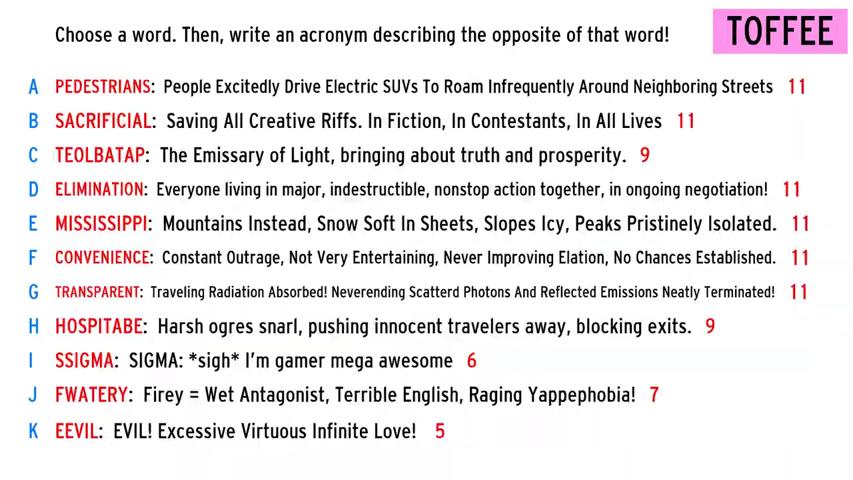 Choose a word. Then, write an acronym describing the opposite of that word!
TOFFEE
A PEDESTRIANS: People Excitedly Drive Electric SUVs To Roam Infrequently Around Neighboring Streets 11
B SACRIFICIAL: Saving All Creative Riffs. In Fiction, In Contestants, In All Lives 11
C TEOLBATAP: The Emissary of Light, bringing about truth and prosperity. 9
D ELIMINATION: Everyone living in major, indestructible, nonstop action together, in ongoing negotiation! 11
E MISSISSIPPI: Mountains Instead, Snow Soft In Sheets, Slopes Icy, Peaks Pristinely Isolated. 11
F CONVENIENCE: Constant Outrage, Not Very Entertaining, Never Improving Elation, No Chances Established. 11
G TRANSPARENT: Traveling Radiation Absorbed! Neverending Scatterd Photons And Reflected Emissions Neatly Terminated! 11
H HOSPITABE: Harsh ogres snarl, pushing innocent travelers away, blocking exits. 9
I SSIGMA: SIGMA: *sigh* I'm gamer mega awesome 6
J FWATERY: Firey = Wet Antagonist, Terrible English, Raging Yappephobia! 7
K EEVIL: EVIL! Excessive Virtuous Infinite Love! 5